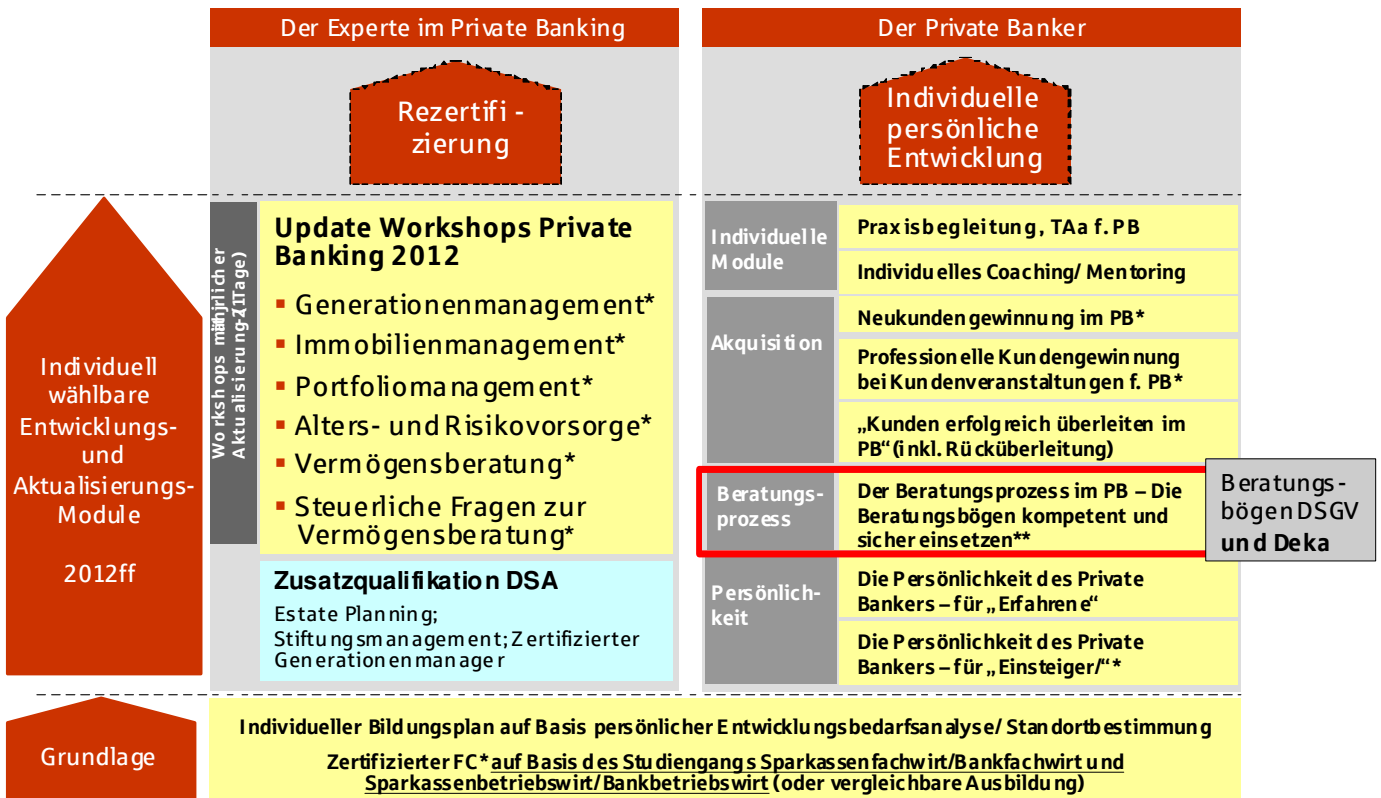 Der Experte im Private Banking
Der Private Banker
Rezertifi -
zierung
Individuelle
persönliche
Entwicklung
Individuell
wählbare
Entwicklungs-
und
Aktualisierungs-
Module
2012ff
Workshops
Aktualisierung
Update Workshops Private
Banking 2012
Generationenmanagement*
Immobilienmanagement*
Portfoliomanagement*
Alters- und Risikovorsorge*
Vermögensberatung*
Steuerliche Fragen zur
Vermögensberatung*
Zusatzqualifikation DSA
Estate Planning;
Stiftungsmanagement; Zertifizierter
Generationenmanager
Individuelle
Module
Praxisbegleitung, TAa f. PB
Individuelles Coaching/ Mentoring
Akquisition
Neukundengewinnung im PB*
Professionelle Kundengewinnung
bei Kundenveranstaltungen f. PB*
„Kunden erfolgreich überleiten im
PB“ (inkl. Rücküberleitung)
Beratungs-
prozess
Der Beratungsprozess im PB – Die
Beratungsbögen kompetent und
sicher einsetzen**
Beratungs-
bögen DSGV
und Deka
Persönlich-
keit
Die Persönlichkeit des Private
Bankers – für „Erfahrene“
Die Persönlichkeit des Private
Bankers – für „Einsteiger/“*
Grundlage
Individueller Bildungsplan auf Basis persönlicher Entwicklungsbedarfsanalyse/ Standortbestimmung
Zertifizierter FC* auf Basis des Studiengangs Sparkassenfachwirt/Bankfachwirt und
Sparkassenbetriebswirt/Bankbetriebswirt (oder vergleichbare Ausbildung)